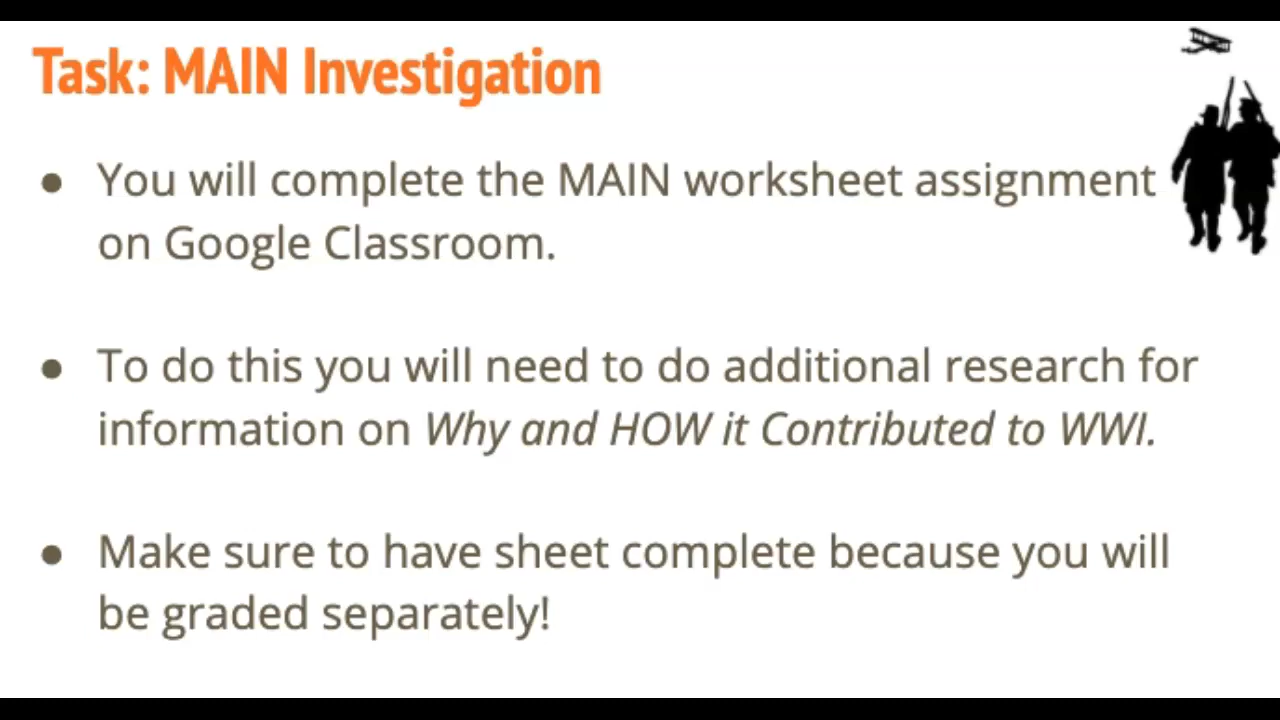 Task: MAIN Investigation
● You will complete the MAIN worksheet assignment
on Google Classroom.
● To do this you will need to do additional research for
information on Why and HOW it Contributed to WWI.
● Make sure to have sheet complete because you will
be graded separately!